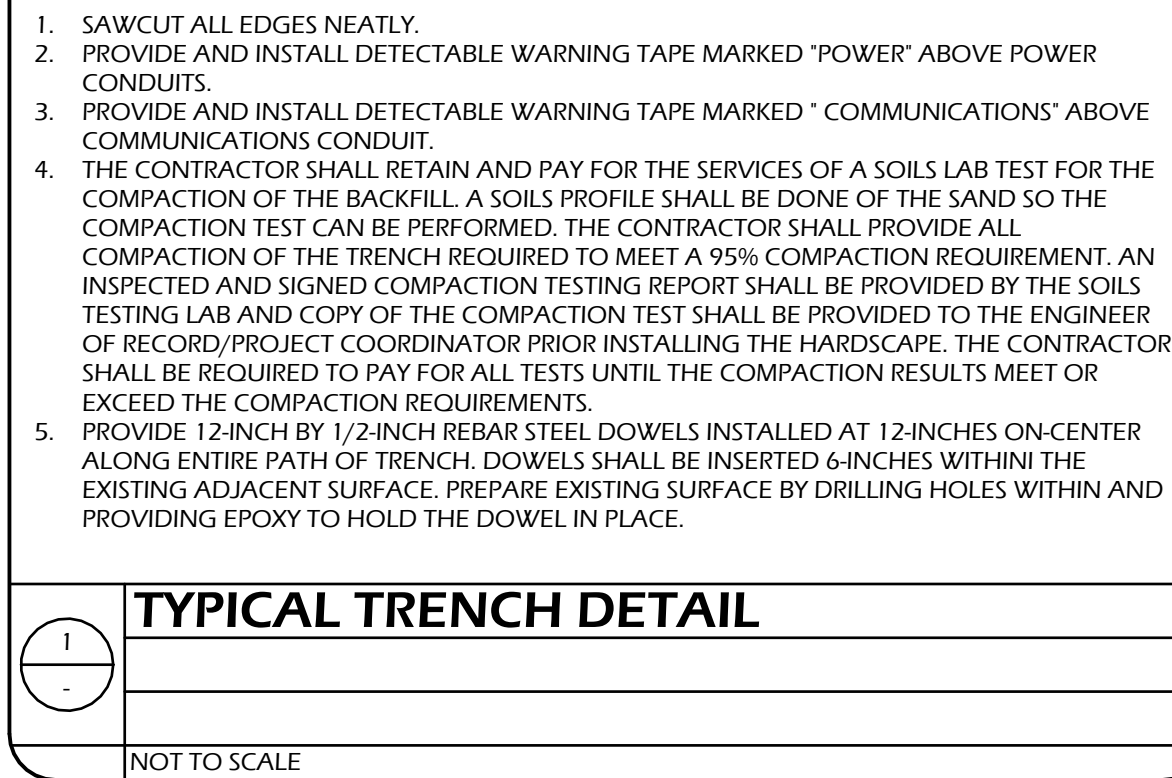 1. SAWCUT ALL EDGES NEATLY.
2. PROVIDE AND INSTALL DETECTABLE WARNING TAPE MARKED "POWER" ABOVE POWER
CONDUITS.
3. PROVIDE AND INSTALL DETECTABLE WARNING TAPE MARKED " COMMUNICATIONS" ABOVE
COMMUNICATIONS CONDUIT.
4. THE CONTRACTOR SHALL RETAIN AND PAY FOR THE SERVICES OF A SOILS LAB TEST FOR THE
COMPACTION OF THE BACKFILL. A SOILS PROFILE SHALL BE DONE OF THE SAND SO THE
COMPACTION TEST CAN BE PERFORMED. THE CONTRACTOR SHALL PROVIDE ALL
COMPACTION OF THE TRENCH REQUIRED TO MEET A 95% COMPACTION REQUIREMENT. AN
INSPECTED AND SIGNED COMPACTION TESTING REPORT SHALL BE PROVIDED BY THE SOILS
TESTING LAB AND COPY OF THE COMPACTION TEST SHALL BE PROVIDED TO THE ENGINEER
OF RECORD/PROJECT COORDINATOR PRIOR INSTALLING THE HARDSCAPE. THE CONTRACTOR
SHALL BE REQUIRED TO PAY FOR ALL TESTS UNTIL THE COMPACTION RESULTS MEET OR
EXCEED THE COMPACTION REQUIREMENTS.
5. PROVIDE 12-INCH BY 1/2-INCH REBAR STEEL DOWELS INSTALLED AT 12-INCHES ON-CENTER
ALONG ENTIRE PATH OF TRENCH. DOWELS SHALL BE INSERTED 6-INCHES WITHINI THE
EXISTING ADJACENT SURFACE. PREPARE EXISTING SURFACE BY DRILLING HOLES WITHIN AND
PROVIDING EPOXY TO HOLD THE DOWEL IN PLACE.
TYPICAL TRENCH DETAIL
1
-
NOT TO SCALE